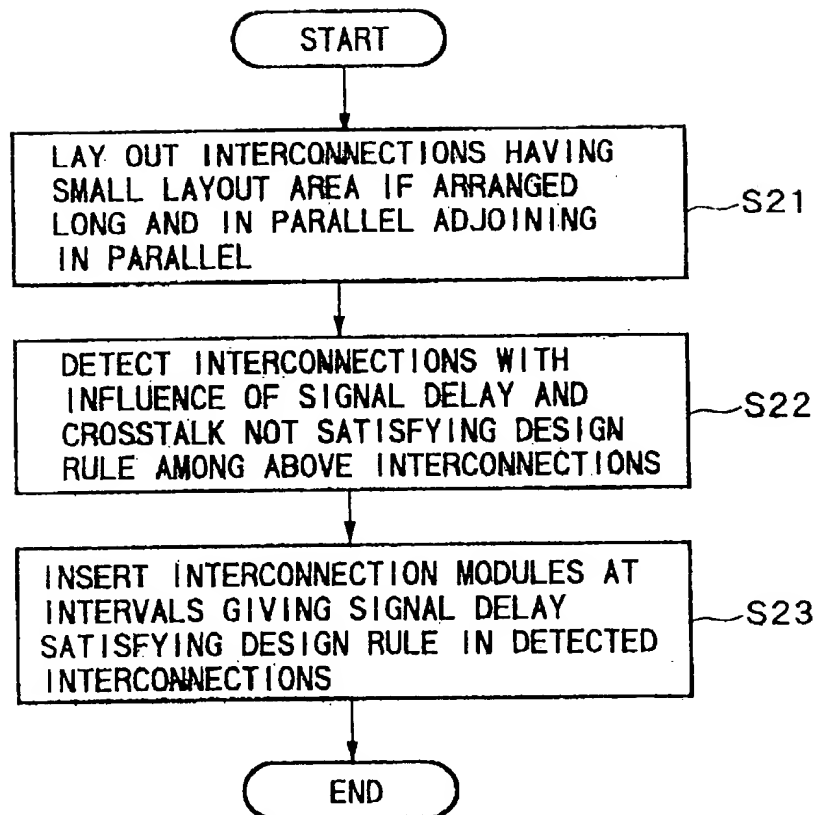 START
LAY OUT INTERCONNECTIONS HAVING
SMALL LAYOUT AREA IF ARRANGED
LONG AND IN PARALLEL ADJOINING
IN PARALLEL
S21
DETECT INTERCONNECTIONS WITH
INFLUENCE OF SIGNAL DELAY AND
CROSSTALK NOT SATISFYING DESIGN
RULE AMONG ABOVE INTERCONNECTIONS
S22
INSERT INTERCONNECTION MODULES AT
INTERVALS GIVING SIGNAL DELAY
SATISFYING DESIGN RULE IN DETECTED
INTERCONNECTIONS
S23
END